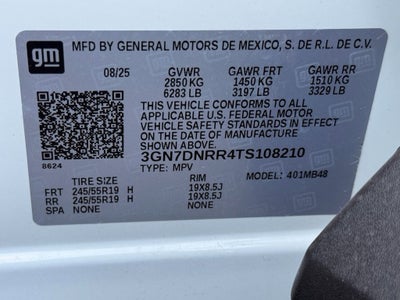 gm
MFD BY GENERAL MOTORS DE MEXICO, S. DE R.L. DE C.V.
08/25 GVWR GAWR FRT GAWR RR
2850 KG 1450 KG 1510 KG
6283 LB 3197 LB 3329 LB
THIS VEHICLE CONFORMS TO ALL
APPLICABLE U.S. FEDERAL MOTOR
VEHICLE SAFETY STANDARDS IN EFFECT
ON THE DATE OF MANUFACTURE
SHOWN ABOVE.
3GN7DNRR4TS108210
8624 TYPE: MPV MODEL: 401MB48
TIRE SIZE RIM
FRT 245/55R19 H 19X8.5J
RR 245/55R19 H 19X8.5J
SPA NONE NONE